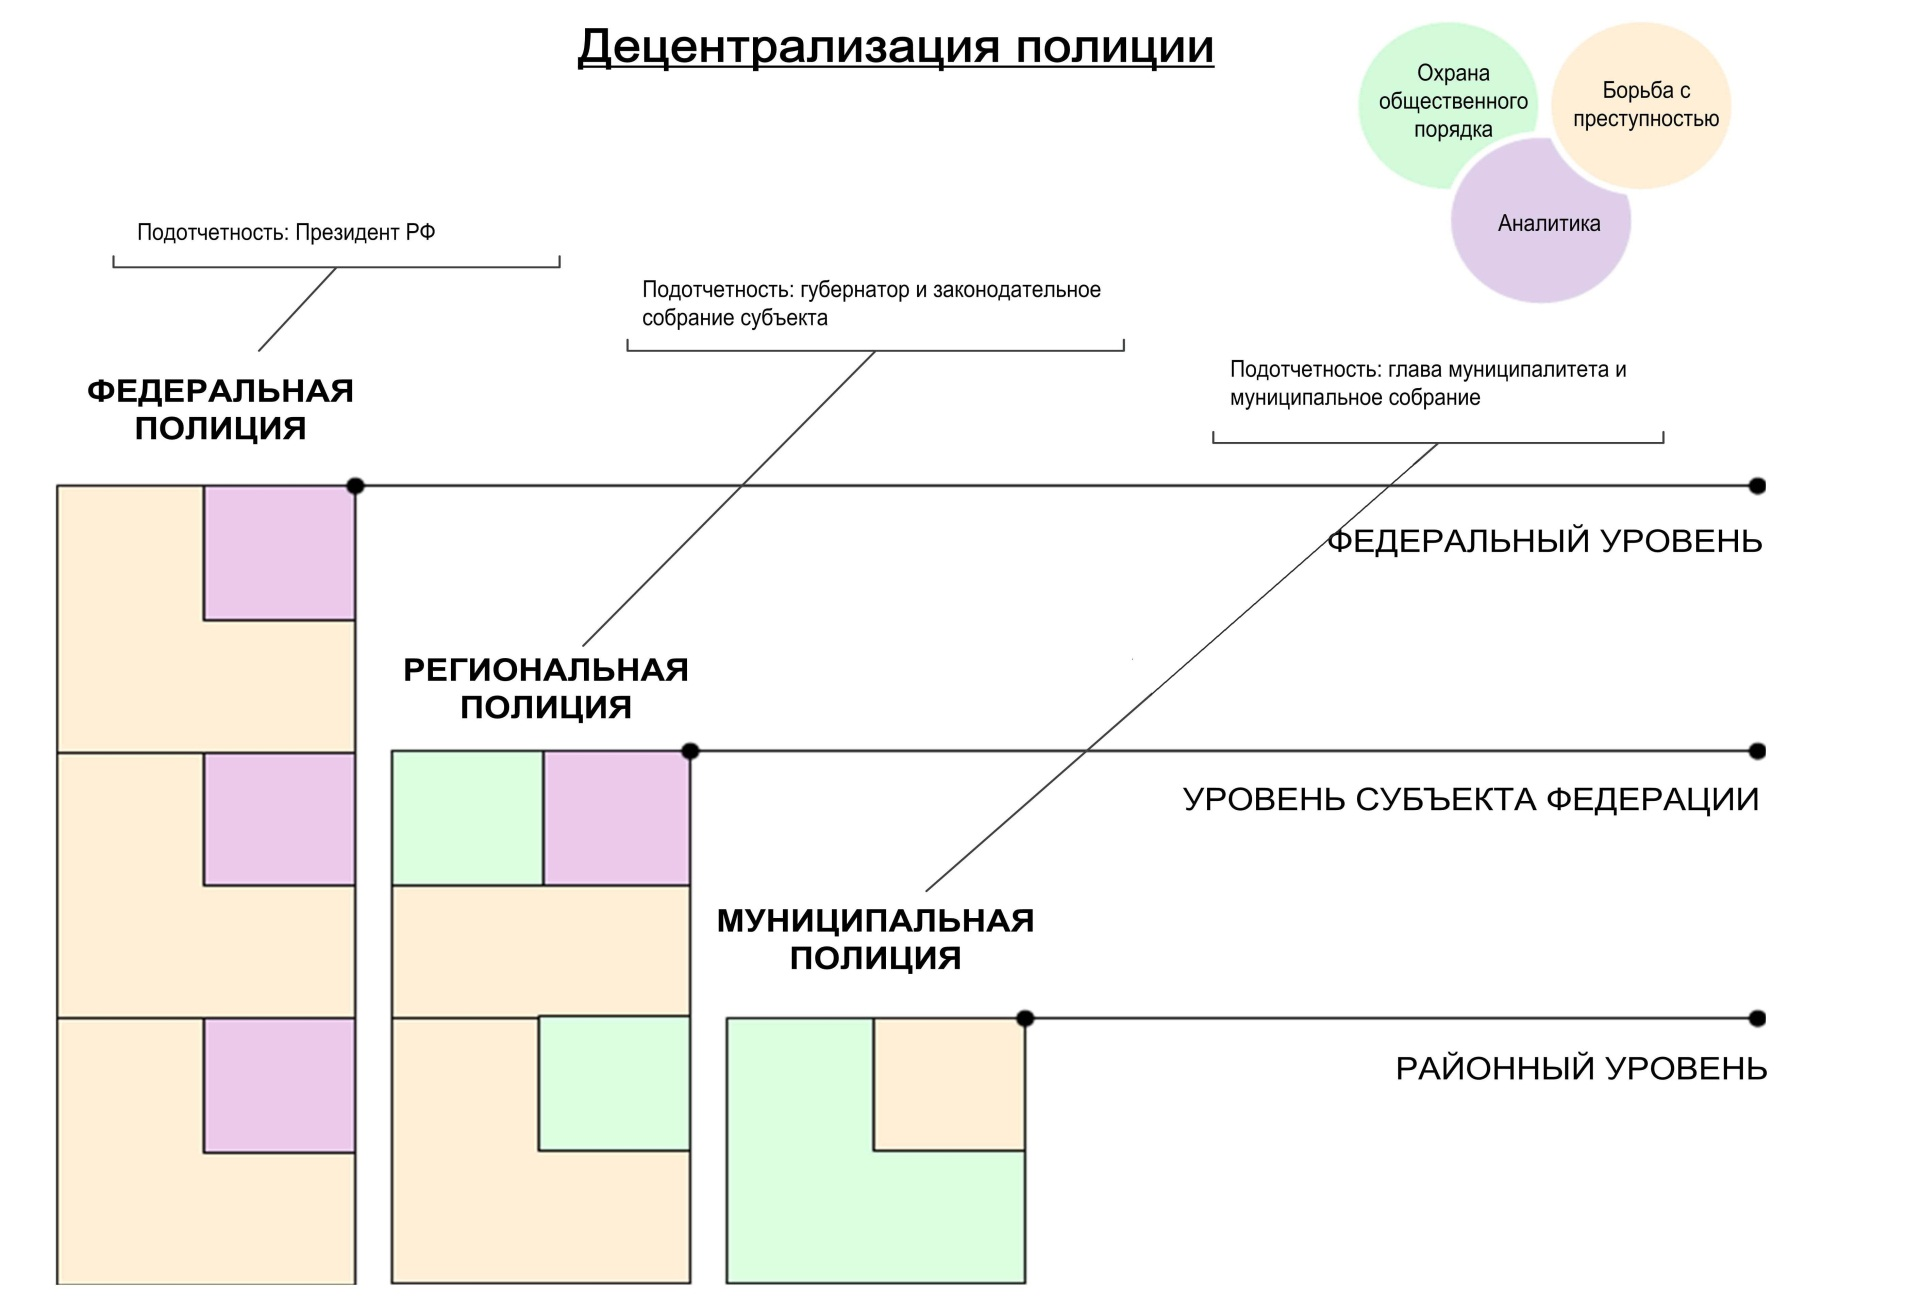 Децентрализация полиции
Охрана
общественного
порядка
Борьба с
преступностью
Аналитика
Подотчетность: Президент РФ
Подотчетность: губернатор и законодательное
собрание субъекта
Подотчетность: глава муниципалитета и
муниципальное собрание
ФЕДЕРАЛЬНАЯ
ПОЛИЦИЯ
ФЕДЕРАЛЬНЫЙ УРОВЕНЬ
РЕГИОНАЛЬНАЯ
ПОЛИЦИЯ
УРОВЕНЬ СУБЪЕКТА ФЕДЕРАЦИИ
МУНИЦИПАЛЬНАЯ
ПОЛИЦИЯ
РАЙОННЫЙ УРОВЕНЬ